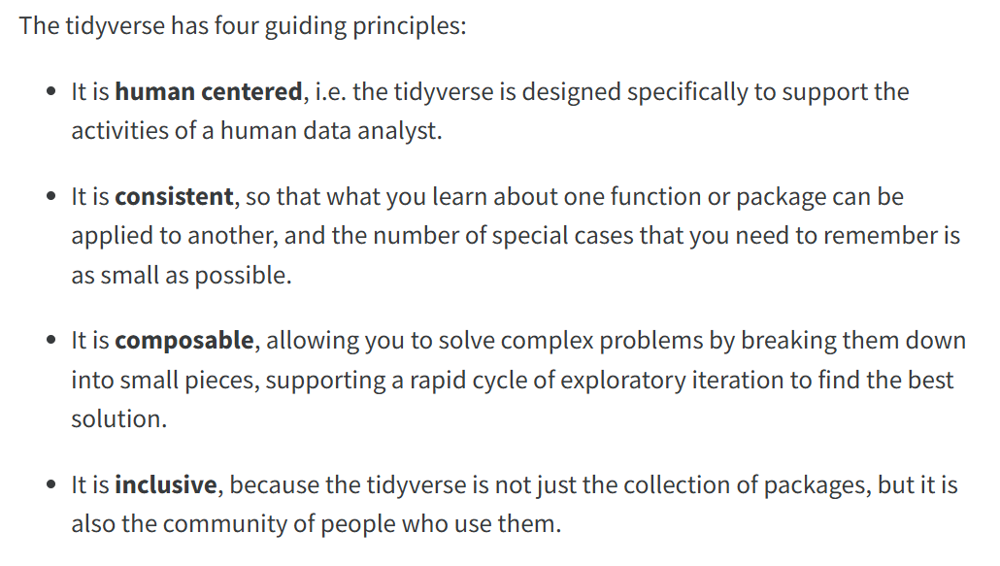 The tidyverse has four guiding principles:
• It is human centered, i.e. the tidyverse is designed specifically to support the
activities of a human data analyst.
• It is consistent, so that what you learn about one function or package can be
applied to another, and the number of special cases that you need to remember is
as small as possible.
• It is composable, allowing you to solve complex problems by breaking them down
into small pieces, supporting a rapid cycle of exploratory iteration to find the best
solution.
• It is inclusive, because the tidyverse is not just the collection of packages, but it is
also the community of people who use them.